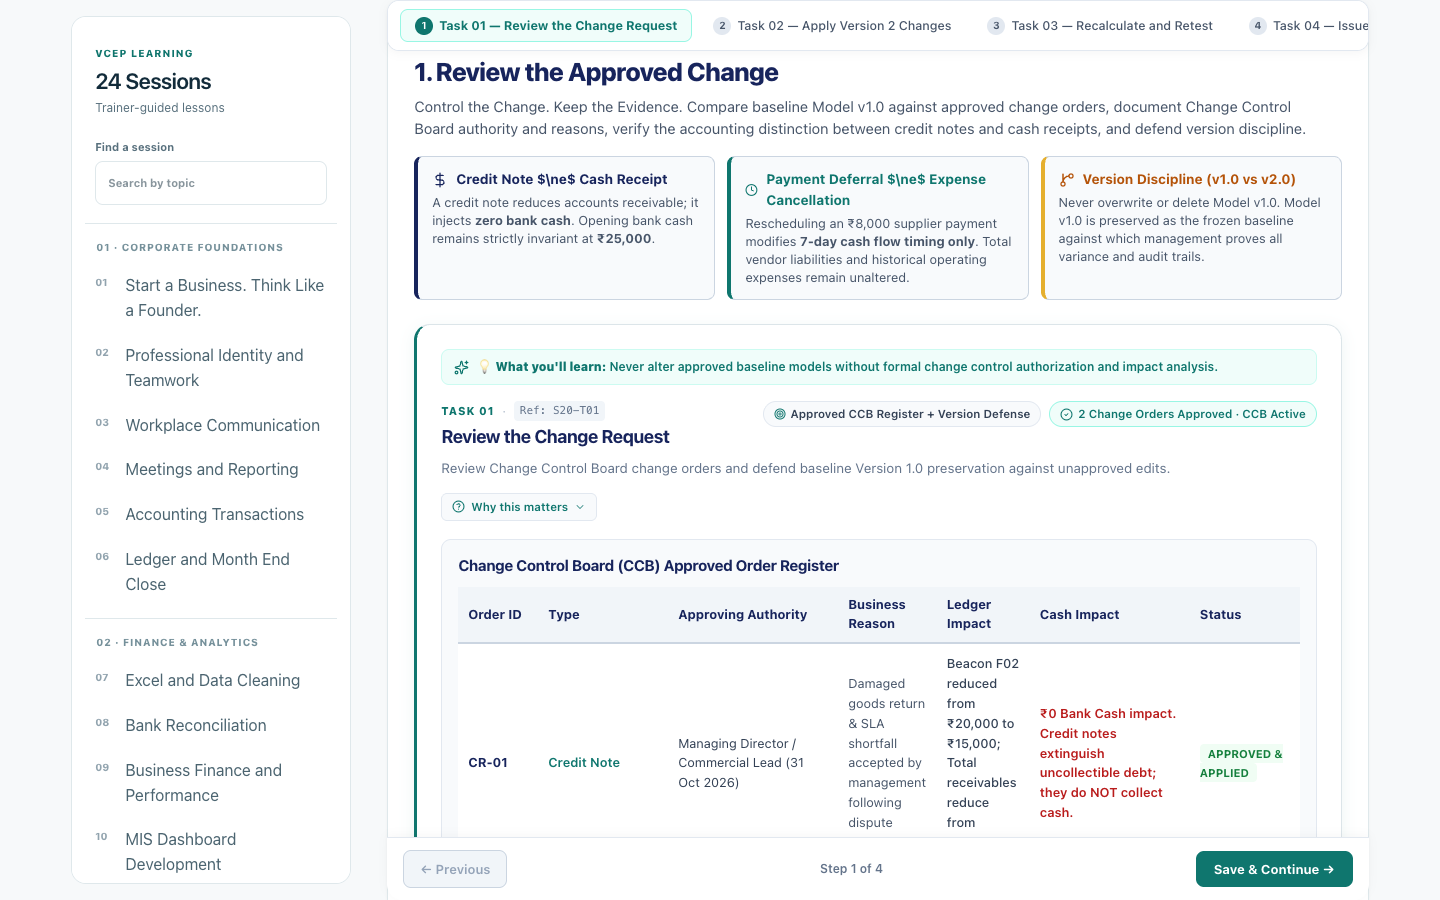 VCEP LEARNING
24 Sessions
Trainer-guided lessons
Find a session
Search by topic
01 · CORPORATE FOUNDATIONS
01 Start a Business. Think Like
a Founder.
02 Professional Identity and
Teamwork
03 Workplace Communication
04 Meetings and Reporting
05 Accounting Transactions
06 Ledger and Month End
Close
02 · FINANCE & ANALYTICS
07 Excel and Data Cleaning
08 Bank Reconciliation
09 Business Finance and
Performance
10 MIS Dashboard
Development
1 Task 01 — Review the Change Request
2 Task 02 — Apply Version 2 Changes
3 Task 03 — Recalculate and Retest
4 Task 04 — Issue
1. Review the Approved Change
Control the Change. Keep the Evidence. Compare baseline Model v1.0 against approved change orders, document Change Control
Board authority and reasons, verify the accounting distinction between credit notes and cash receipts, and defend version discipline.
Credit Note $\ne$ Cash Receipt
A credit note reduces accounts receivable; it
injects zero bank cash. Opening bank cash
remains strictly invariant at ₹25,000.
Payment Deferral $\ne$ Expense
Cancellation
Rescheduling an ₹8,000 supplier payment
modifies 7-day cash flow timing only. Total
vendor liabilities and historical operating
expenses remain unaltered.
Version Discipline (v1.0 vs v2.0)
Never overwrite or delete Model v1.0. Model
v1.0 is preserved as the frozen baseline
against which management proves all
variance and audit trails.
💡 What you'll learn: Never alter approved baseline models without formal change control authorization and impact analysis.
TASK 01 · Ref: S20-T01
Approved CCB Register + Version Defense
2 Change Orders Approved · CCB Active
Review the Change Request
Review Change Control Board change orders and defend baseline Version 1.0 preservation against unapproved edits.
Why this matters
Change Control Board (CCB) Approved Order Register
Order ID
Type
Approving Authority
Business
Reason
Ledger
Impact
Cash Impact
Status
CR-01
Credit Note
Managing Director /
Commercial Lead (31
Oct 2026)
Damaged
goods return
& SLA
shortfall
accepted by
management
following
dispute
Beacon F02
reduced
from
₹20,000 to
₹15,000;
Total
receivables
reduce
from
₹0 Bank Cash impact.
Credit notes
extinguish
uncollectible debt;
they do NOT collect
cash.
APPROVED &
APPLIED
← Previous
Step 1 of 4
Save & Continue →